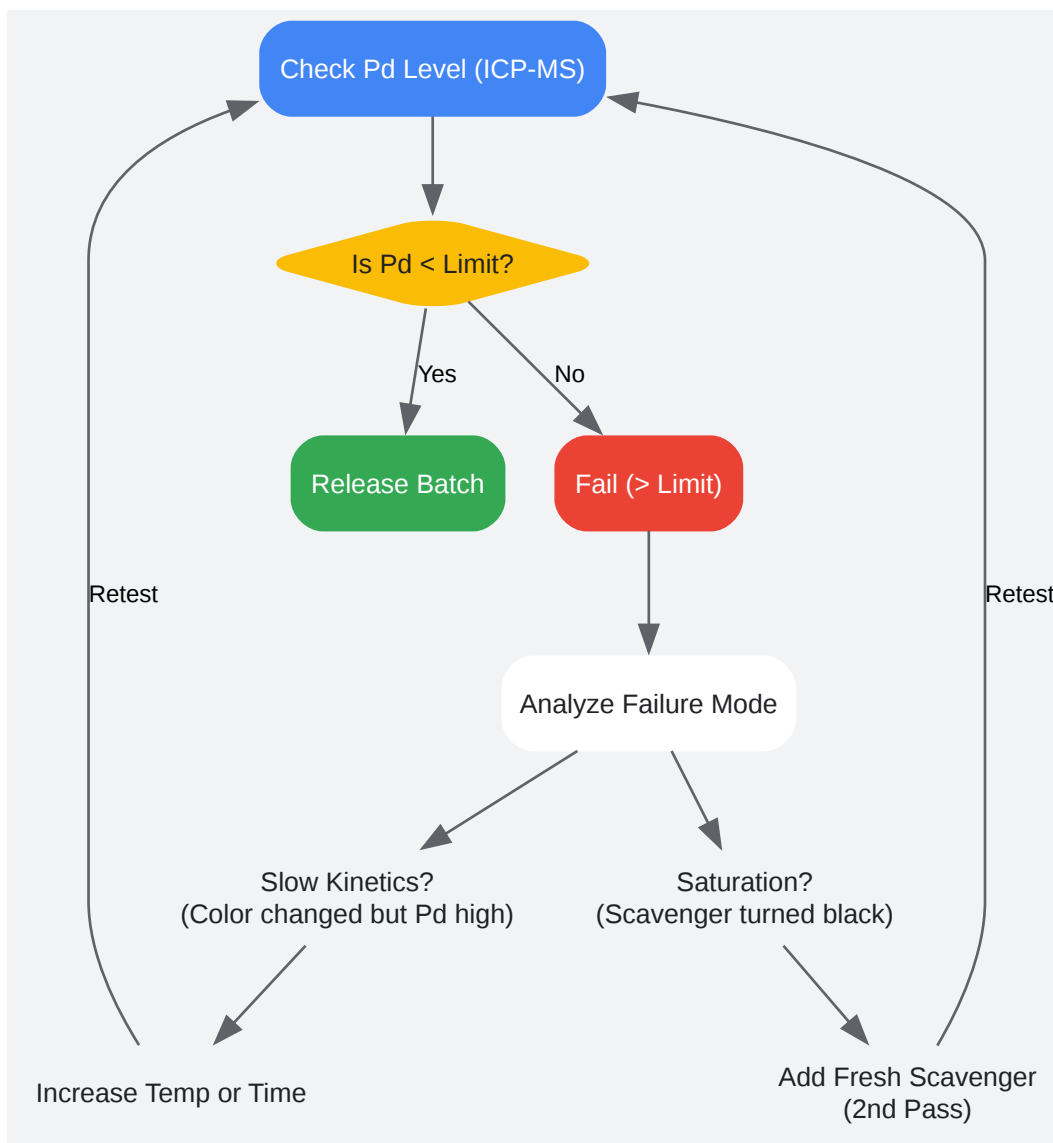 Check Pd Level (ICP-MS)
Is Pd < Limit?
Yes
No
Release Batch
Fail (> Limit)
Retest
Retest
Analyze Failure Mode
Slow Kinetics?
(Color changed but Pd high)
Saturation?
(Scavenger turned black)
Increase Temp or Time
Add Fresh Scavenger
(2nd Pass)